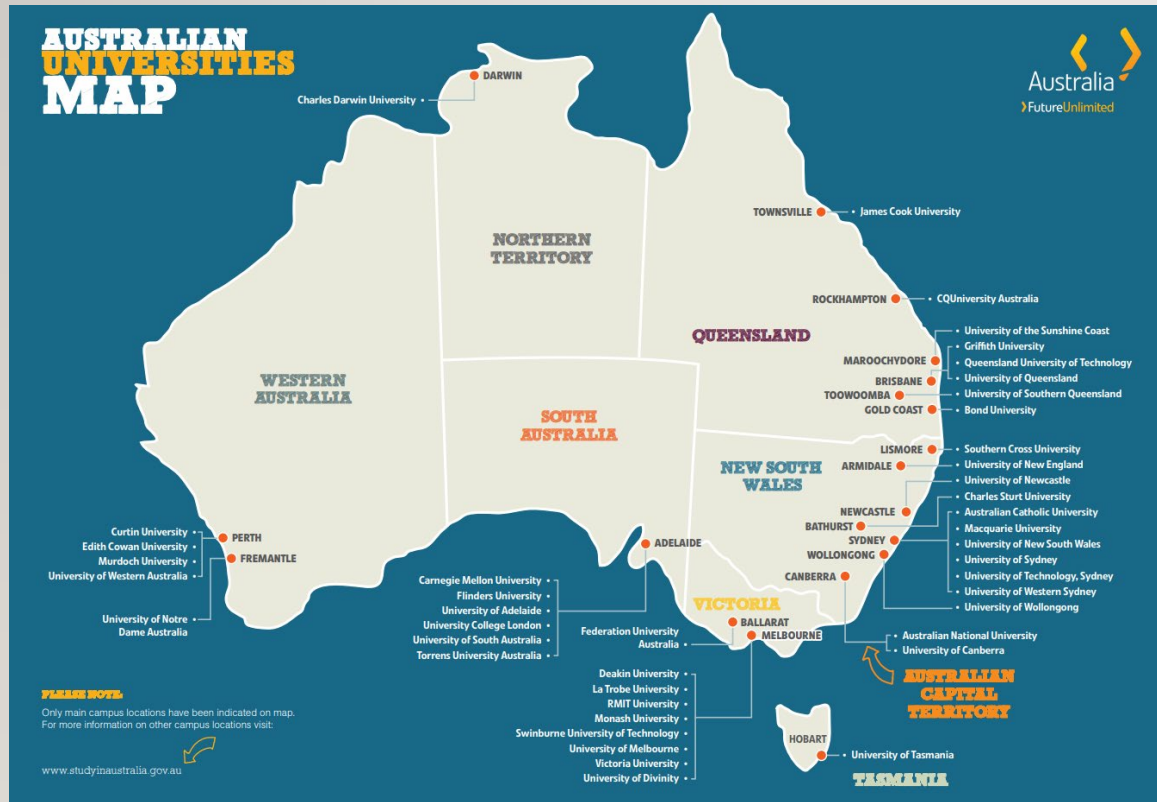 AUSTRALIAN
UNIVERSITIES
MAP
Australia
FutureUnlimited
DARWIN
Charles Darwin University
TOWNSVILLE
James Cook University
NORTHERN
TERRITORY
ROCKHAMPTON
CQUniversity Australia
QUEENSLAND
University of the Sunshine Coast
Griffith University
MAROOCHYDORE
Queensland University of Technology
BRISBANE
University of Queensland
TOOWOOMBA
University of Southern Queensland
GOLD COAST
Bond University
WESTERN
AUSTRALIA
SOUTH
AUSTRALIA
LISMORE
Southern Cross University
NEW SOUTH
WALES
ARMIDALE
University of New England
University of Newcastle
Charles Sturt University
NEWCASTLE
Australian Catholic University
BATHURST
Macquarie University
SYDNEY
University of New South Wales
WOLLONGONG
University of Sydney
CANBERRA
University of Technology, Sydney
University of Western Sydney
University of Wollongong
Curtin University
PERTH
Edith Cowan University
FREMANTLE
Murdoch University
University of Western Australia
University of Notre
Dame Australia
ADELAIDE
Carnegie Mellon University
Flinders University
University of Adelaide
University College London
University of South Australia
Torrens University Australia
VICTORIA
BALLARAT
MELBOURNE
Federation University
Australia
Australian National University
University of Canberra
AUSTRALIAN
CAPITAL
TERRITORY
Deakin University
La Trobe University
RMIT University
Monash University
Swinburne University of Technology
University of Melbourne
Victoria University
University of Divinity
HOBART
University of Tasmania
TASMANIA
PLEASE NOTE:
Only main campus locations have been indicated on map.
For more information on other campus locations visit:
www.studyinaustralia.gov.au